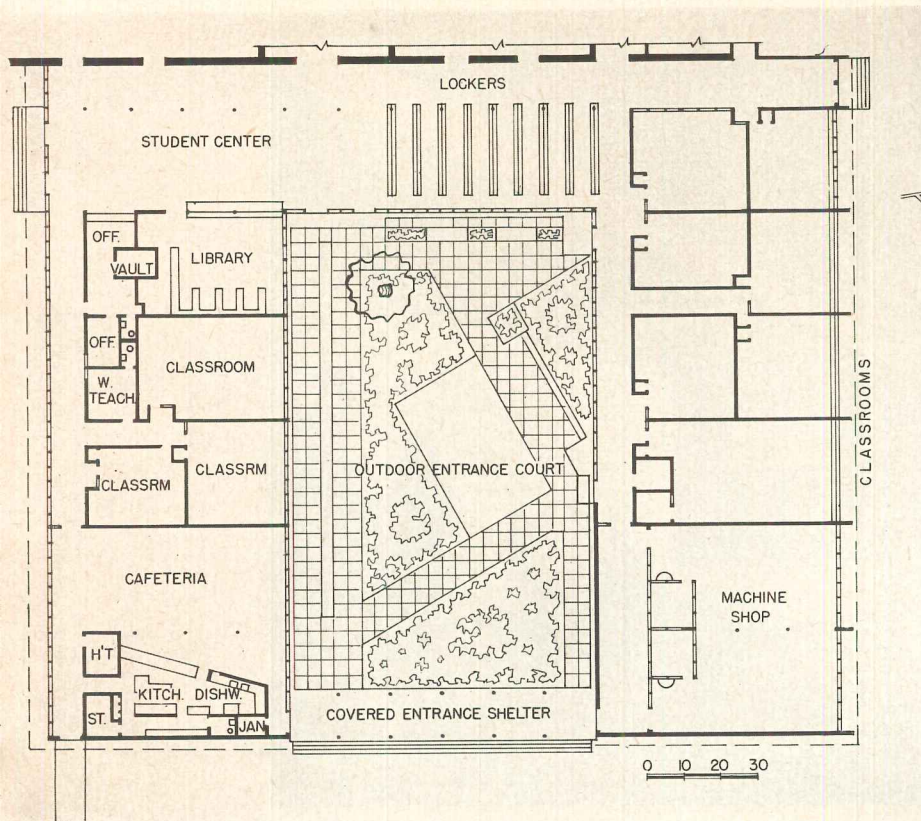 LOCKERS
STUDENT CENTER
OFF.
VAULT
LIBRARY
OFF.
CLASSROOM
W.
TEACH.
CLASSRM
CLASSRM
OUTDOOR ENTRANCE COURT
CLASSROOMS
CAFETERIA
MACHINE
SHOP
H'T
KITCH. DISHW.
ST.
JAN.
COVERED ENTRANCE SHELTER
0 10 20 30